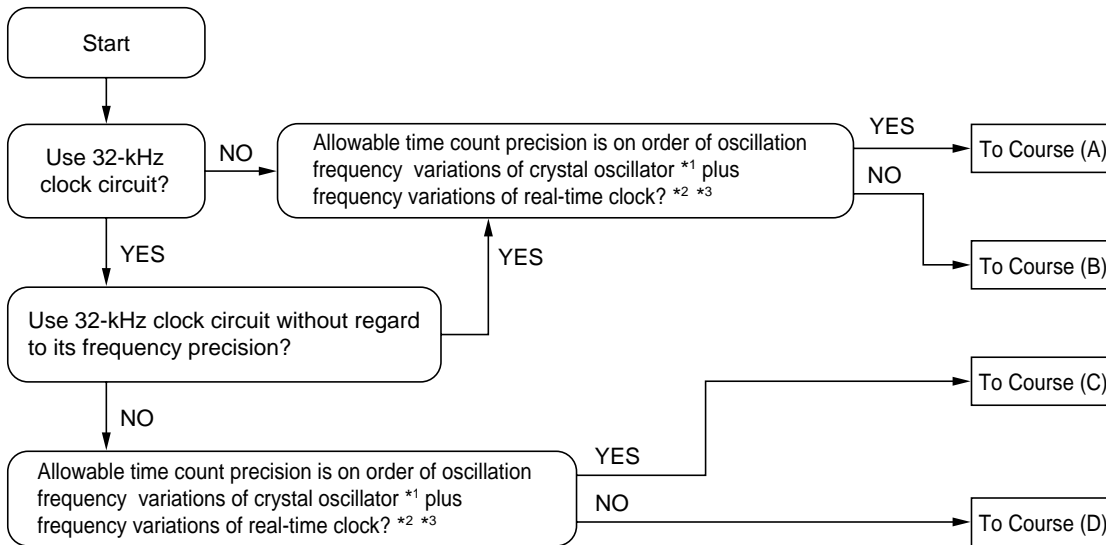 Start
Use 32-kHz
clock circuit?
NO
Allowable time count precision is on order of oscillation
frequency variations of crystal oscillator *1 plus
frequency variations of real-time clock? *2 *3
YES
To Course (A)
NO
To Course (B)
YES
YES
Use 32-kHz clock circuit without regard
to its frequency precision?
NO
Allowable time count precision is on order of oscillation
frequency variations of crystal oscillator *1 plus
frequency variations of real-time clock? *2 *3
YES
To Course (C)
NO
To Course (D)